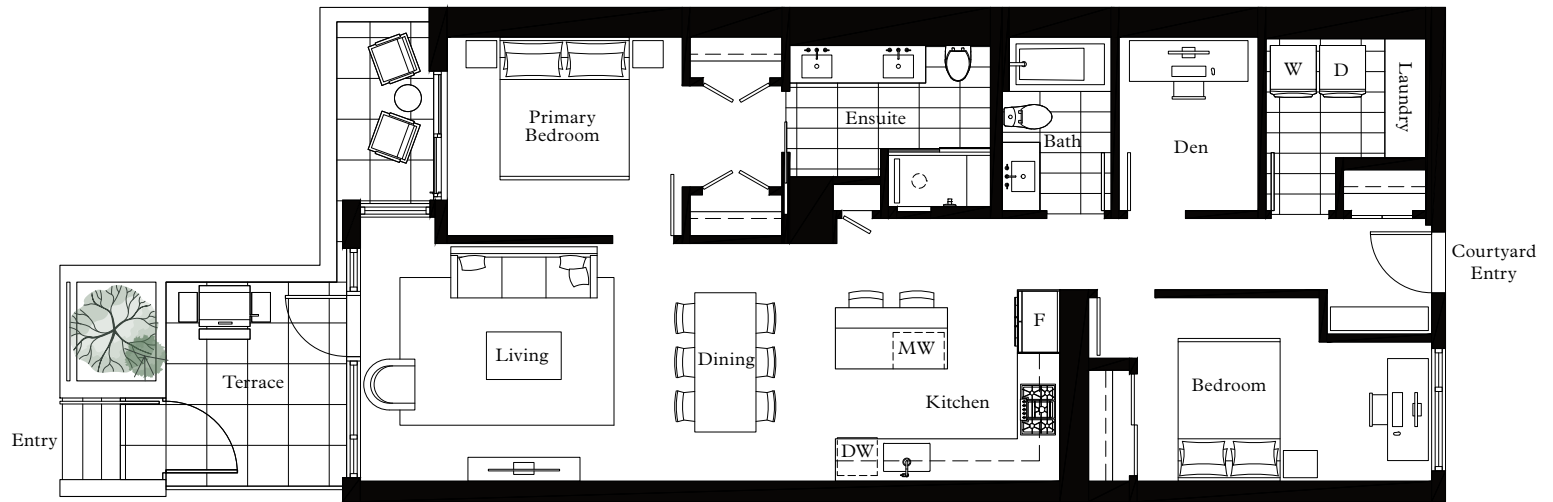 Primary
Bedroom
Ensuite
Bath
Den
W
D
Laundry
Courtyard
Entry
Living
Dining
MW
F
Kitchen
DW
Bedroom
Terrace
Entry